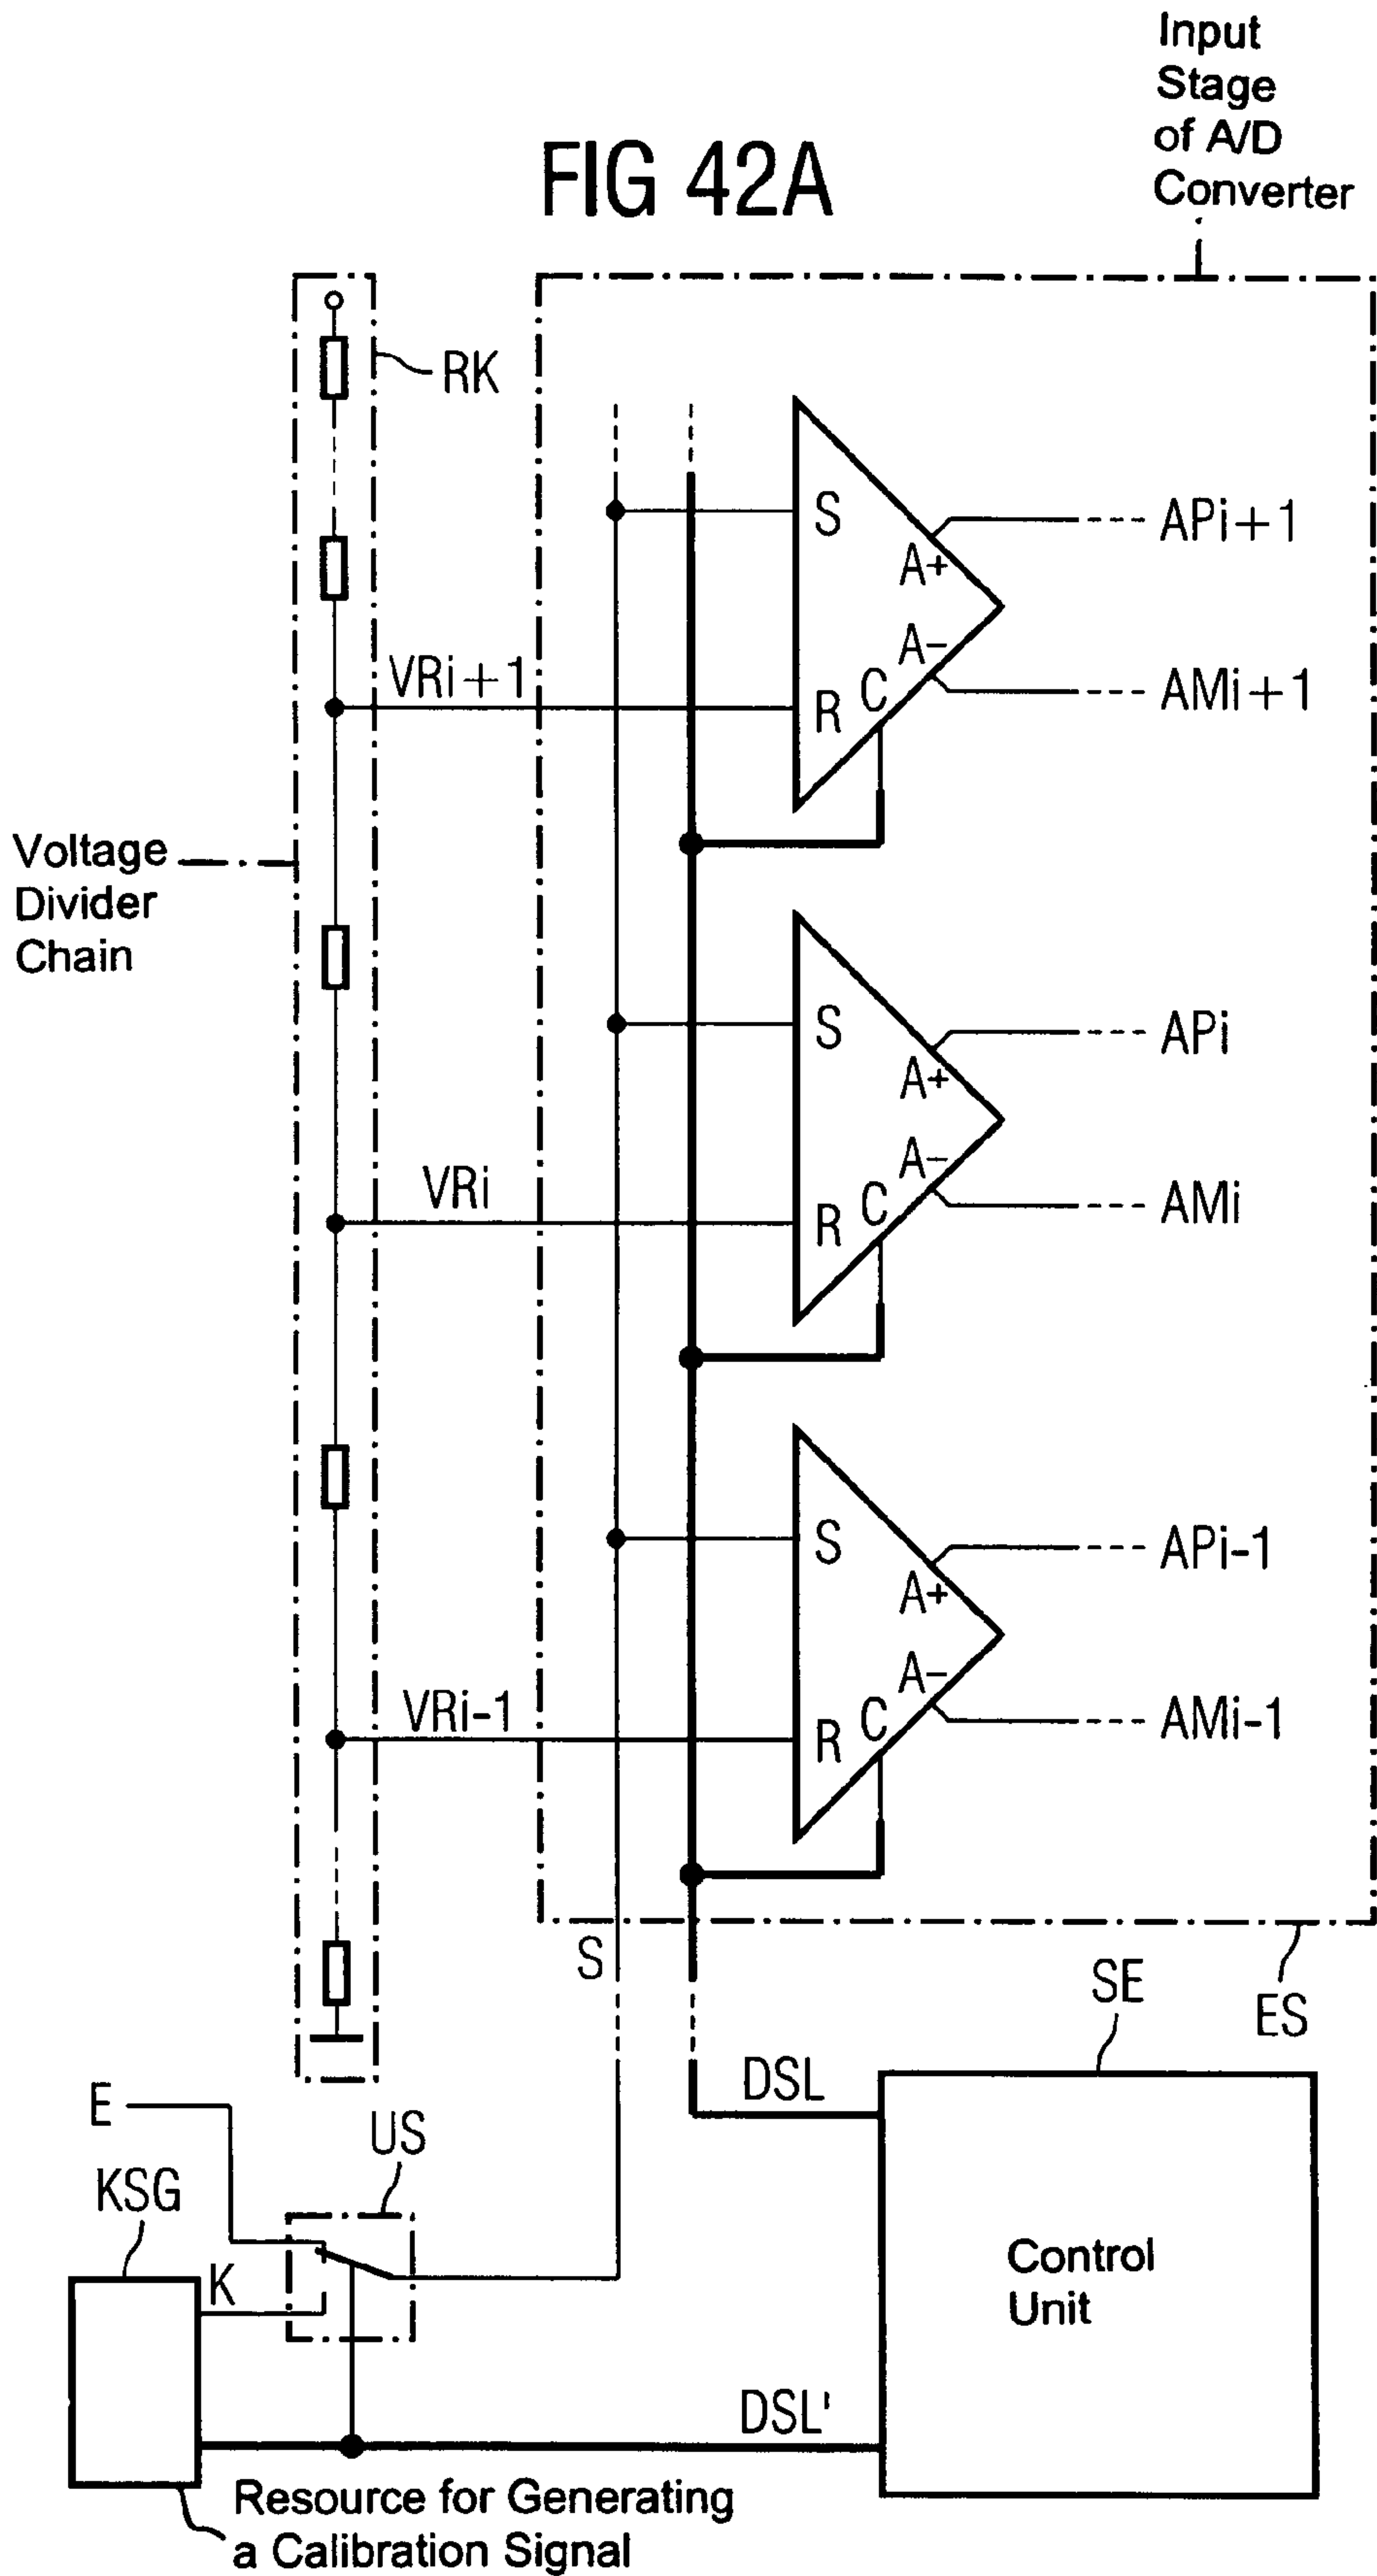 Input
Stage
of A/D
Converter
FIG 42A
RK
S
A+
APi+1
A-
AMi+1
VRi+1
R
C
Voltage
Divider
Chain
S
A+
APi
A-
AMi
VRi
R
C
S
A+
APi-1
A-
AMi-1
VRi-1
R
C
S
SE
ES
DSL
E
US
KSG
K
Control
Unit
DSL'
Resource for Generating
a Calibration Signal